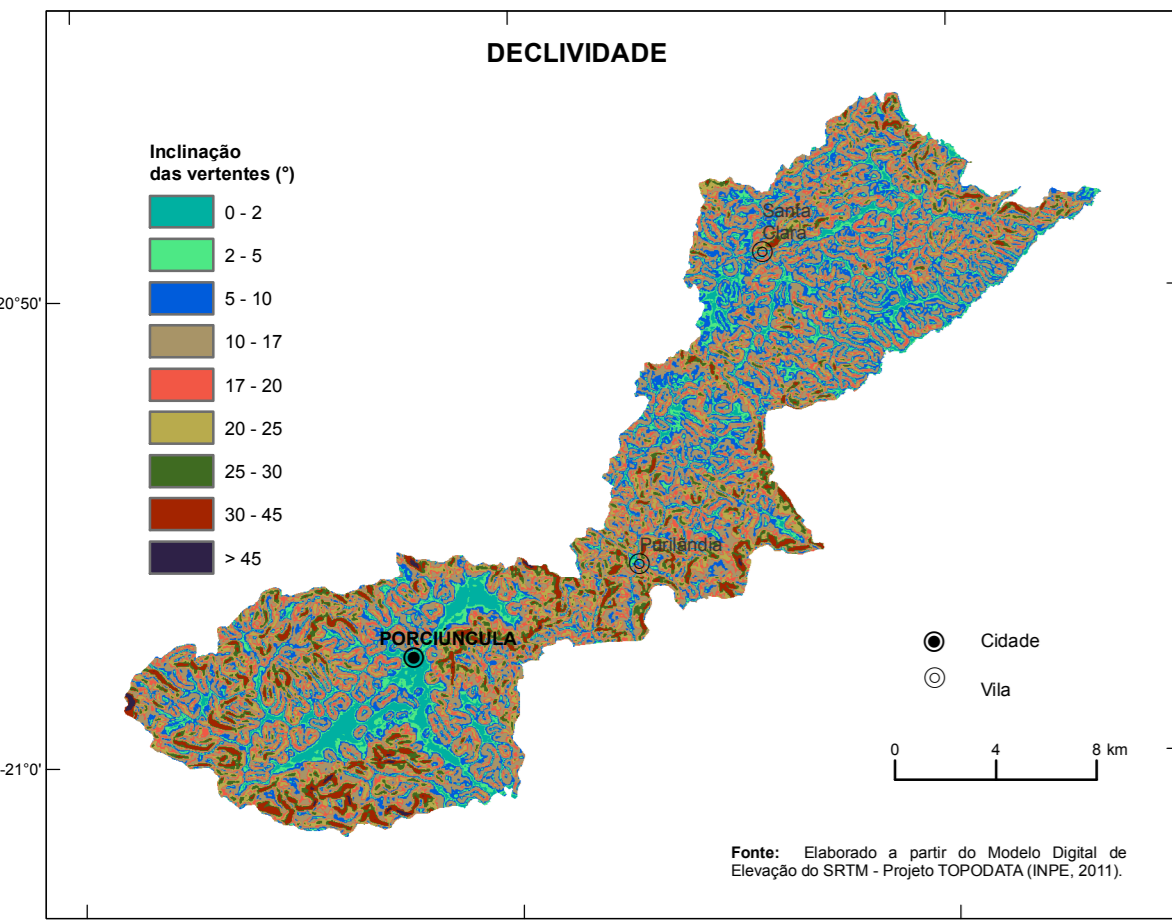 DECLIVIDADE
Inclinação
das vertentes (°)
0 - 2
2 - 5
5 - 10
10 - 17
17 - 20
20 - 25
25 - 30
30 - 45
> 45
Santa
Clara
20°50'
Purilândia
PORCIÚNCULA
Cidade
Vila
0 4 8 km
-21°0'
Fonte: Elaborado a partir do Modelo Digital de
Elevação do SRTM - Projeto TOPODATA (INPE, 2011).